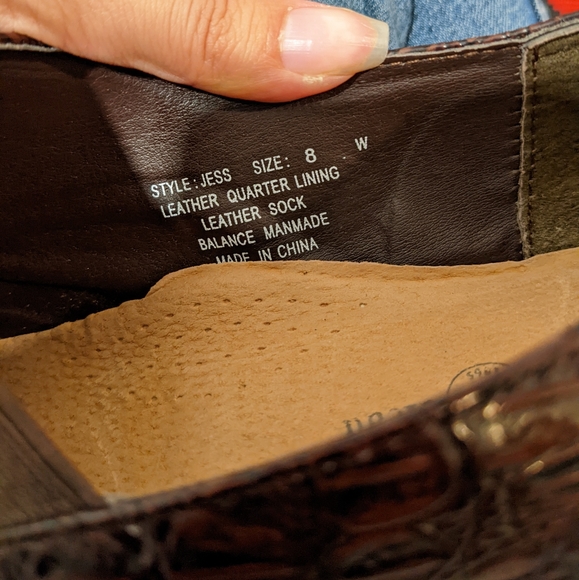 STYLE: JESS SIZE: 8 W
LEATHER QUARTER LINING
LEATHER SOCK
BALANCE MANMADE
MADE IN CHINA